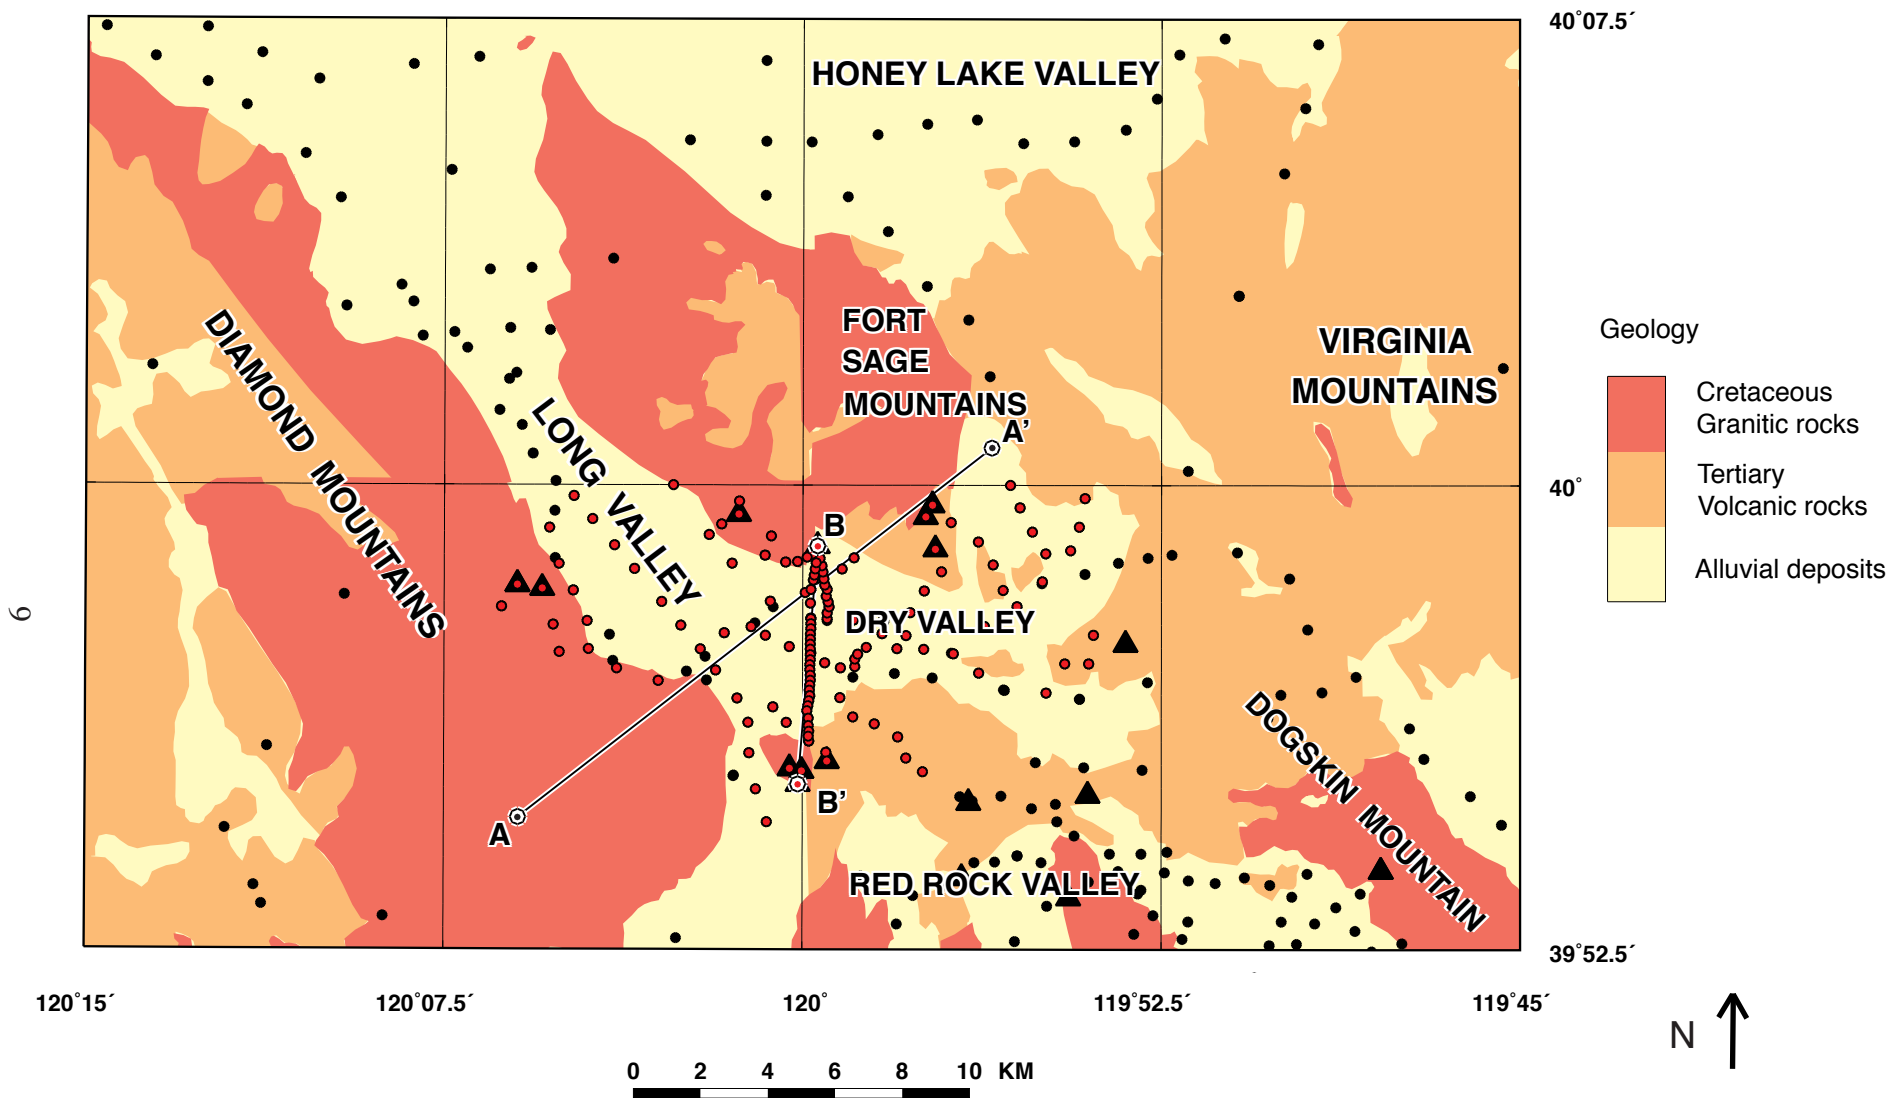 40°07.5´
HONEY LAKE VALLEY
FORT
SAGE
MOUNTAINS
VIRGINIA
MOUNTAINS
DIAMOND MOUNTAINS
LONG VALLEY
A’
40°
B
DRY VALLEY
DOGSKIN MOUNTAIN
B’
A
RED ROCK VALLEY
39°52.5´
120°15´
120°07.5´
120°
119°52.5´
119°45´
Geology
Cretaceous
Granitic rocks
Tertiary
Volcanic rocks
Alluvial deposits
6
N
0 2 4 6 8 10 KM